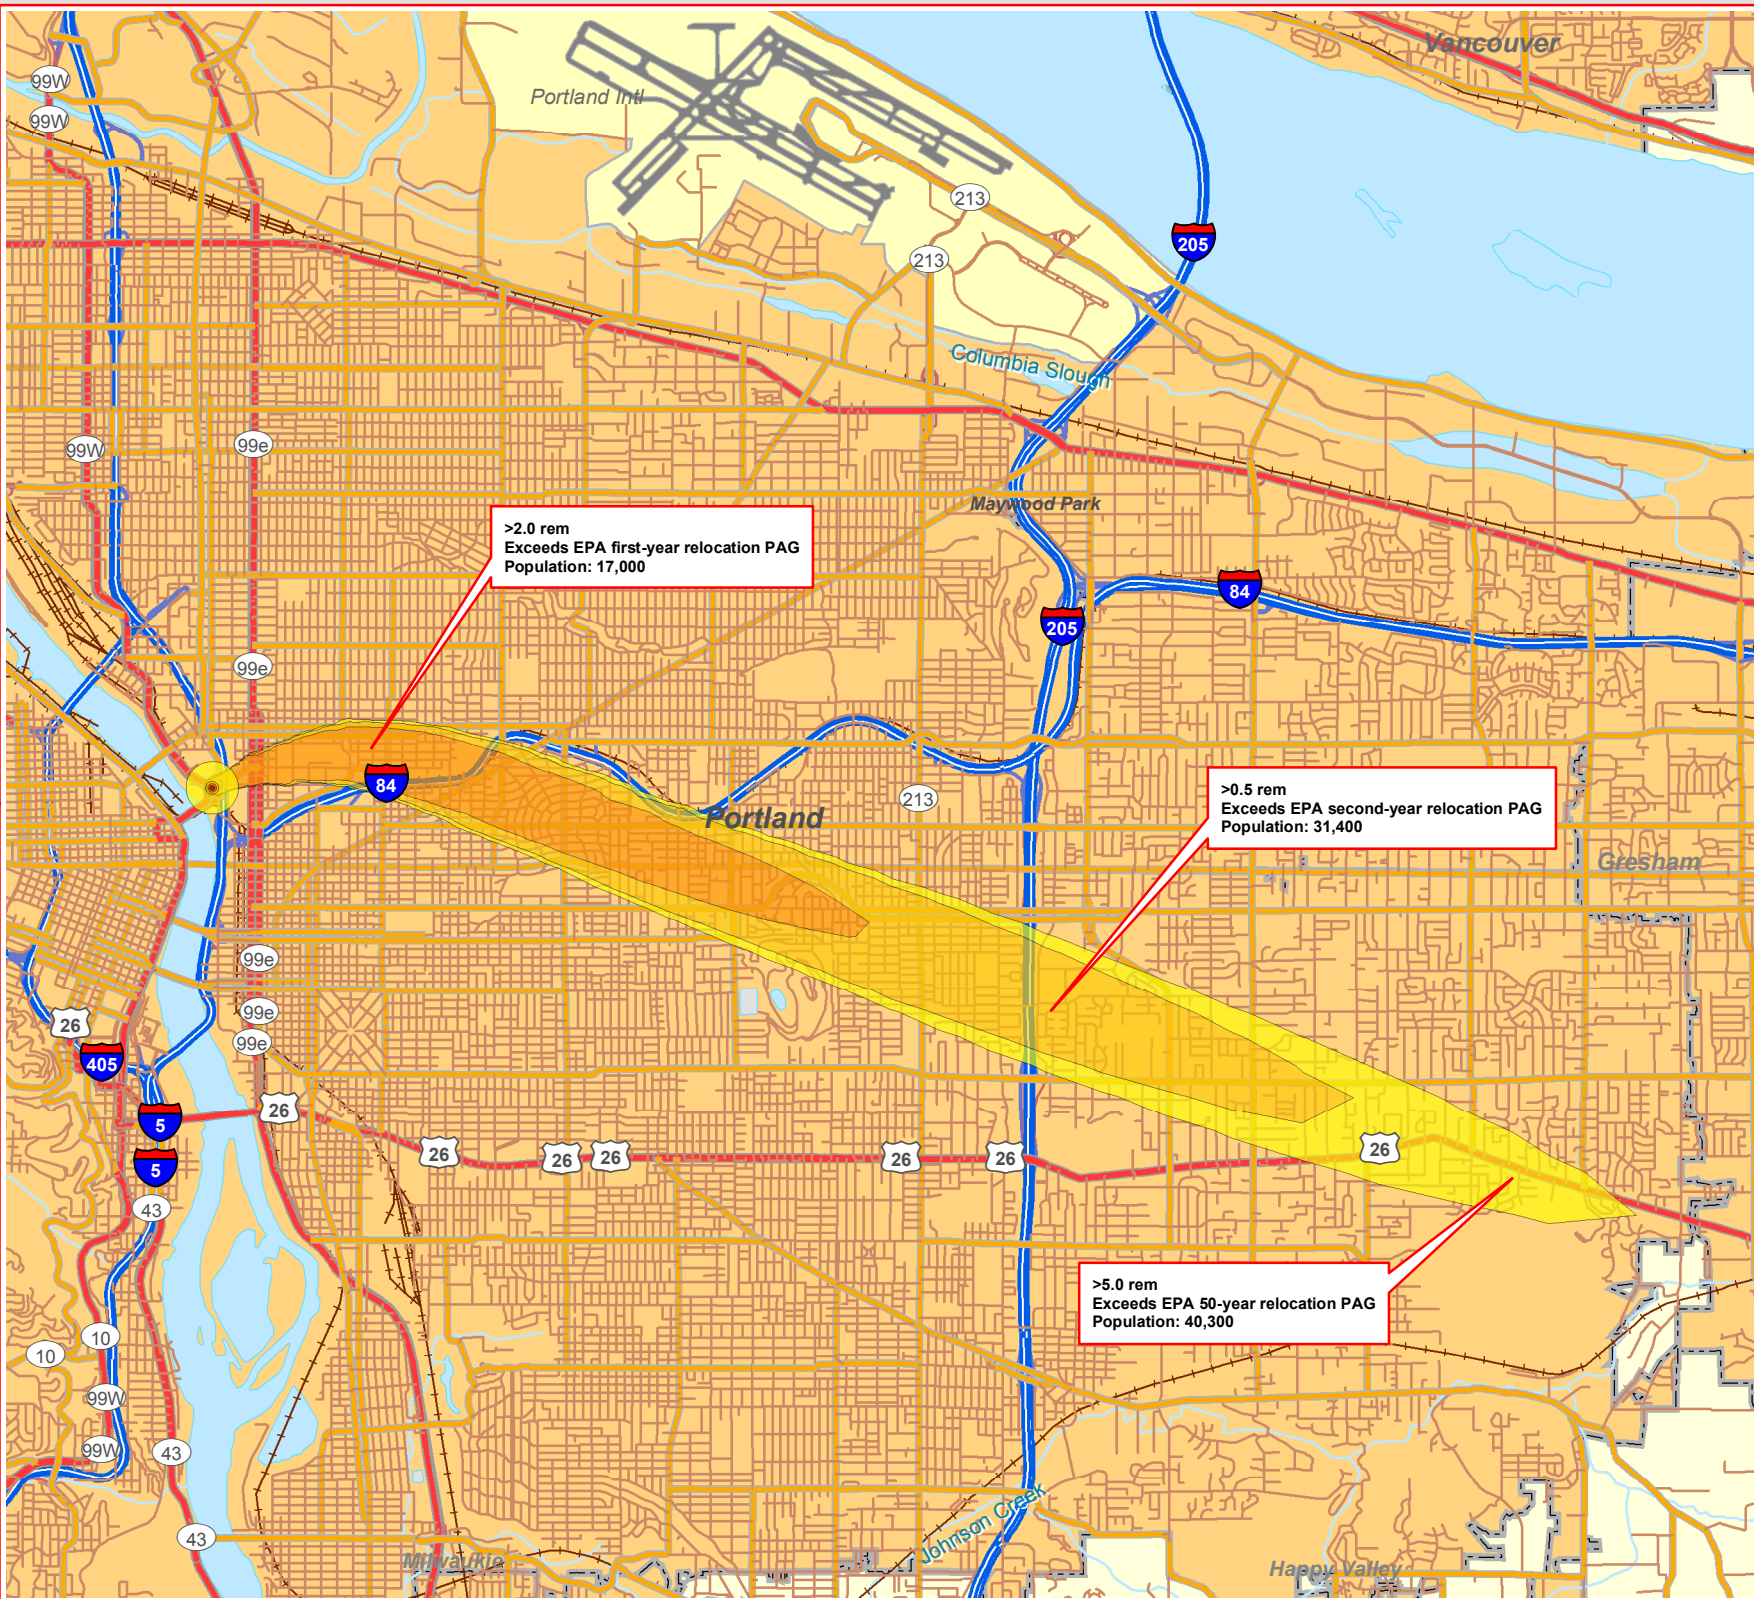 Vancouver
99W
Portland Intl
99W
213
205
213
Columbia Slough
99W
99e
Maywood Park
>2.0 rem
Exceeds EPA first-year relocation PAG
Population: 17,000
84
205
99e
84
>0.5 rem
Exceeds EPA second-year relocation PAG
Population: 31,400
213
Portland
Gresham
99e
99e
26
99e
405
26
5
26
26
26
26
26
26
5
43
>5.0 rem
Exceeds EPA 50-year relocation PAG
Population: 40,300
10
10
99W
99W
43
Johnson Creek
43
Milwaukie
Happy Valley